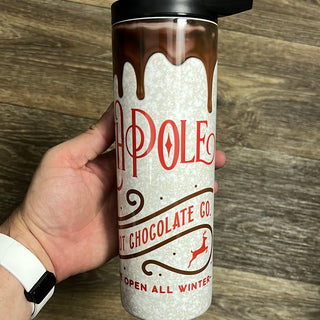 POLE
CHOCOLATE CO.
OPEN ALL WINTER